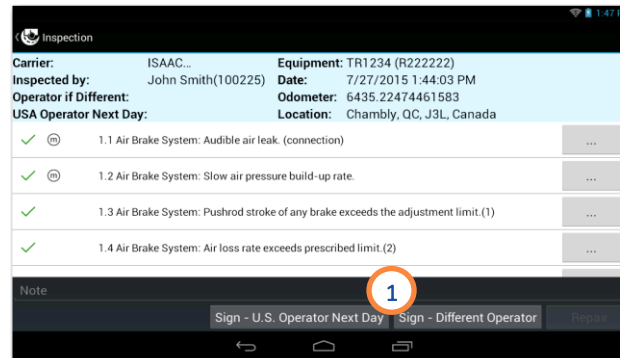 1:47 P
Inspection
Carrier: ISAAC... Equipment: TR1234 (R222222)
Inspected by: John Smith(100225) Date: 7/27/2015 1:44:03 PM
Operator if Different: Odometer: 6435.22474461583
USA Operator Next Day: Location: Chambly, QC, J3L, Canada
m 1.1 Air Brake System: Audible air leak. (connection) ...
m 1.2 Air Brake System: Slow air pressure build-up rate. ...
1.3 Air Brake System: Pushrod stroke of any brake exceeds the adjustment limit.(1) ...
1.4 Air Brake System: Air loss rate exceeds prescribed limit.(2) ...
Note
1
Sign - U.S. Operator Next Day Sign - Different Operator Repair